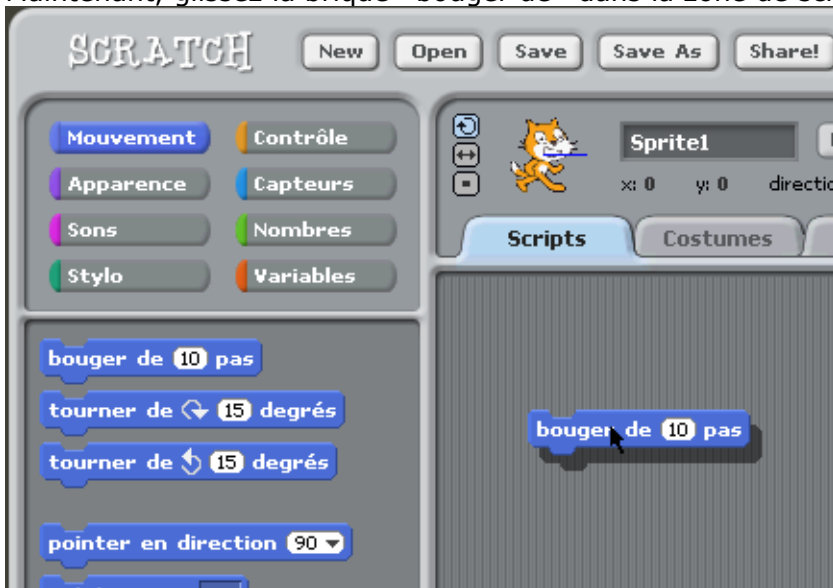 SCRATCH New Open Save Save As Share!
Mouvement Contrôle
Apparence Capteurs
Sons Nombres
Stylo Variables
Sprite1
x: 0 y: 0
Scripts Costumes
bouger de 10 pas
tourner de 15 degrés
tourner de 15 degrés
pointer en direction 90
bouger de 10 pas